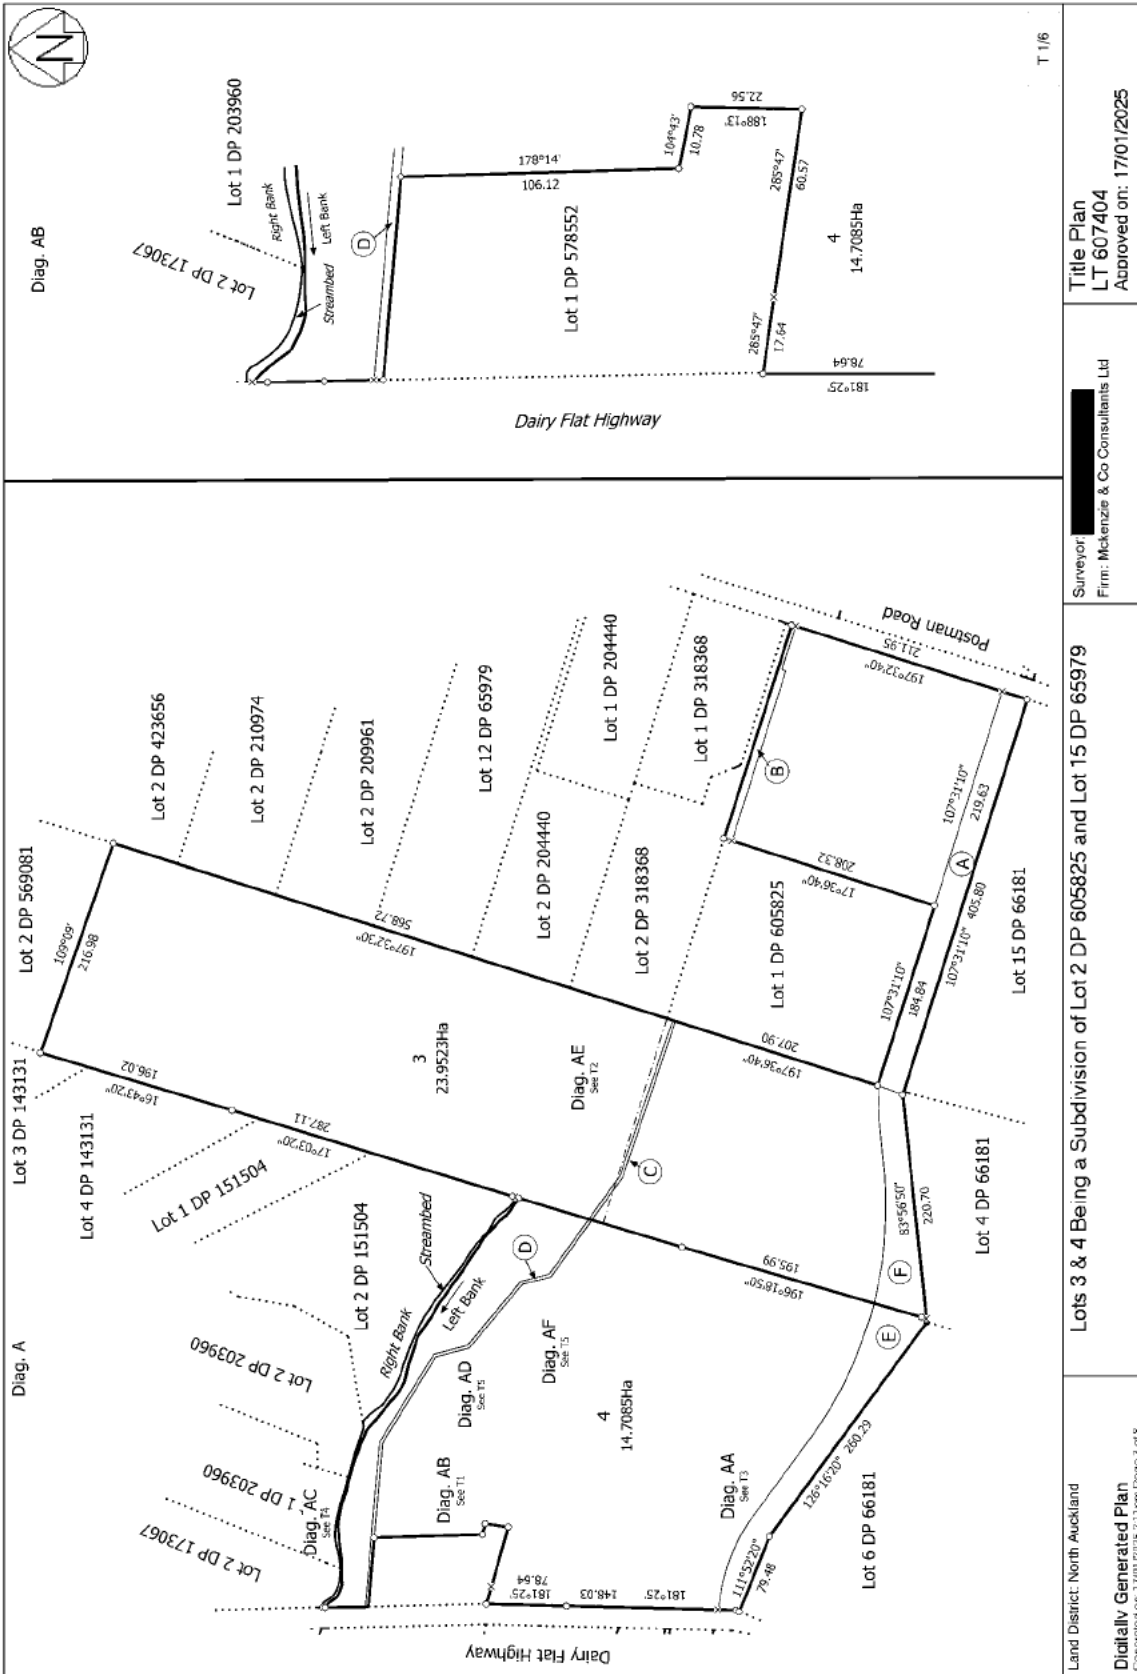 N
Diag. AB
Lot 1 DP 203960
Lot 2 DP 173067
Right Bank
Left Bank
Streambed
D
178°14'
106.12
104°43'
10.78
22.56
188°13'
285°47'
60.57
285°47'
17.64
Lot 1 DP 578552
4
14.7085Ha
78.64
181°25'
Dairy Flat Highway
T 1/6
Diag. A
Lot 3 DP 143131
Lot 2 DP 569081
Lot 4 DP 143131
Lot 1 DP 151504
Lot 2 DP 151504
Lot 2 DP 203960
Lot 1 DP 203960
Lot 2 DP 173067
109°09'
216.98
196.02
16°43'20"
287.11
17°03'20"
568.72
197°32'30"
Lot 2 DP 423656
Lot 2 DP 210974
Lot 2 DP 209961
Lot 12 DP 65979
Lot 1 DP 204440
Lot 2 DP 204440
Lot 1 DP 318368
Lot 2 DP 318368
3
23.9523Ha
Streambed
Right Bank
Left Bank
Diag. AC
See T4
Diag. AE
See T2
Diag. AD
See T5
Diag. AF
See T5
Diag. AB
See T1
Diag. AA
See T3
C
D
B
A
E
F
4
14.7085Ha
Lot 1 DP 605825
208.32
17°36'40"
207.90
197°36'40"
211.95
197°32'40"
Postman Road
107°31'10"
219.63
107°31'10"
184.84
107°31'10"
405.80
Lot 15 DP 66181
83°56'50"
220.70
Lot 4 DP 66181
195.99
196°18'50"
126°16'20"
260.29
111°52'20"
79.48
Lot 6 DP 66181
78.64
181°25'
148.03
181°25'
Dairy Flat Highway
Land District: North Auckland
Digitally Generated Plan
Lots 3 & 4 Being a Subdivision of Lot 2 DP 605825 and Lot 15 DP 65979
Surveyor:
Firm: Mckenzie & Co Consultants Ltd
Title Plan
LT 607404
Approved on: 17/01/2025